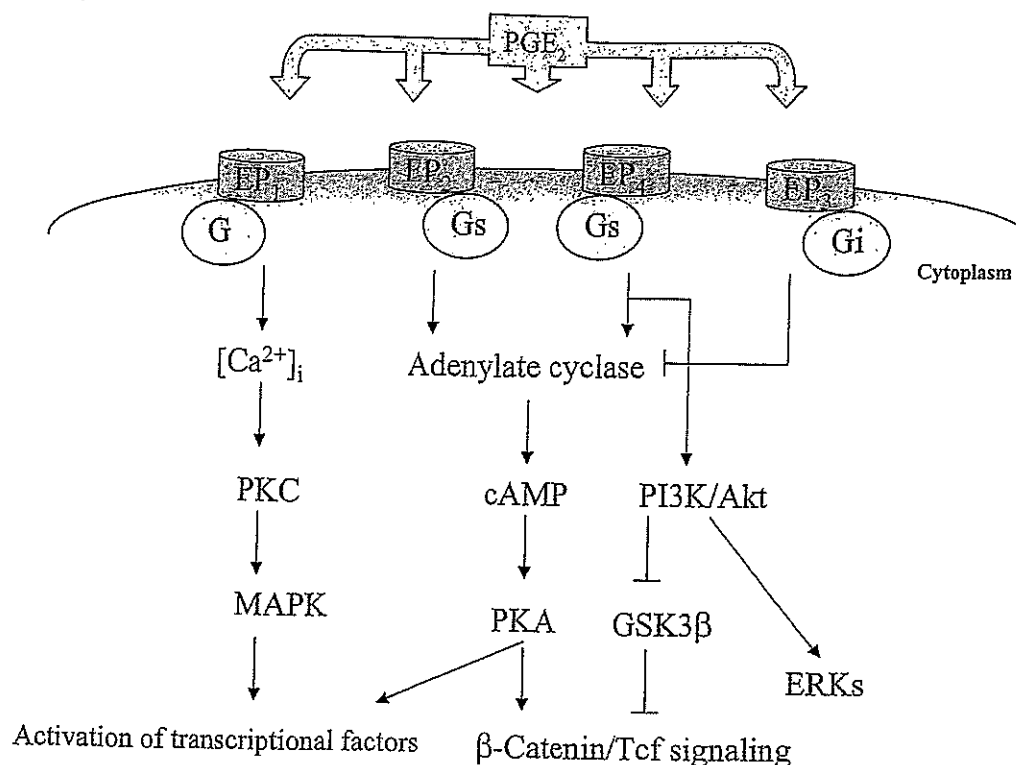 PGE₂
EP₁
EP₂
EP₄
EP₃
G
Gs
Gs
Gi
Cytoplasm
[Ca²⁺]ᵢ
Adenylate cyclase
PKC
cAMP
PI3K/Akt
MAPK
PKA
GSK3β
ERKs
Activation of transcriptional factors
β-Catenin/Tcf signaling